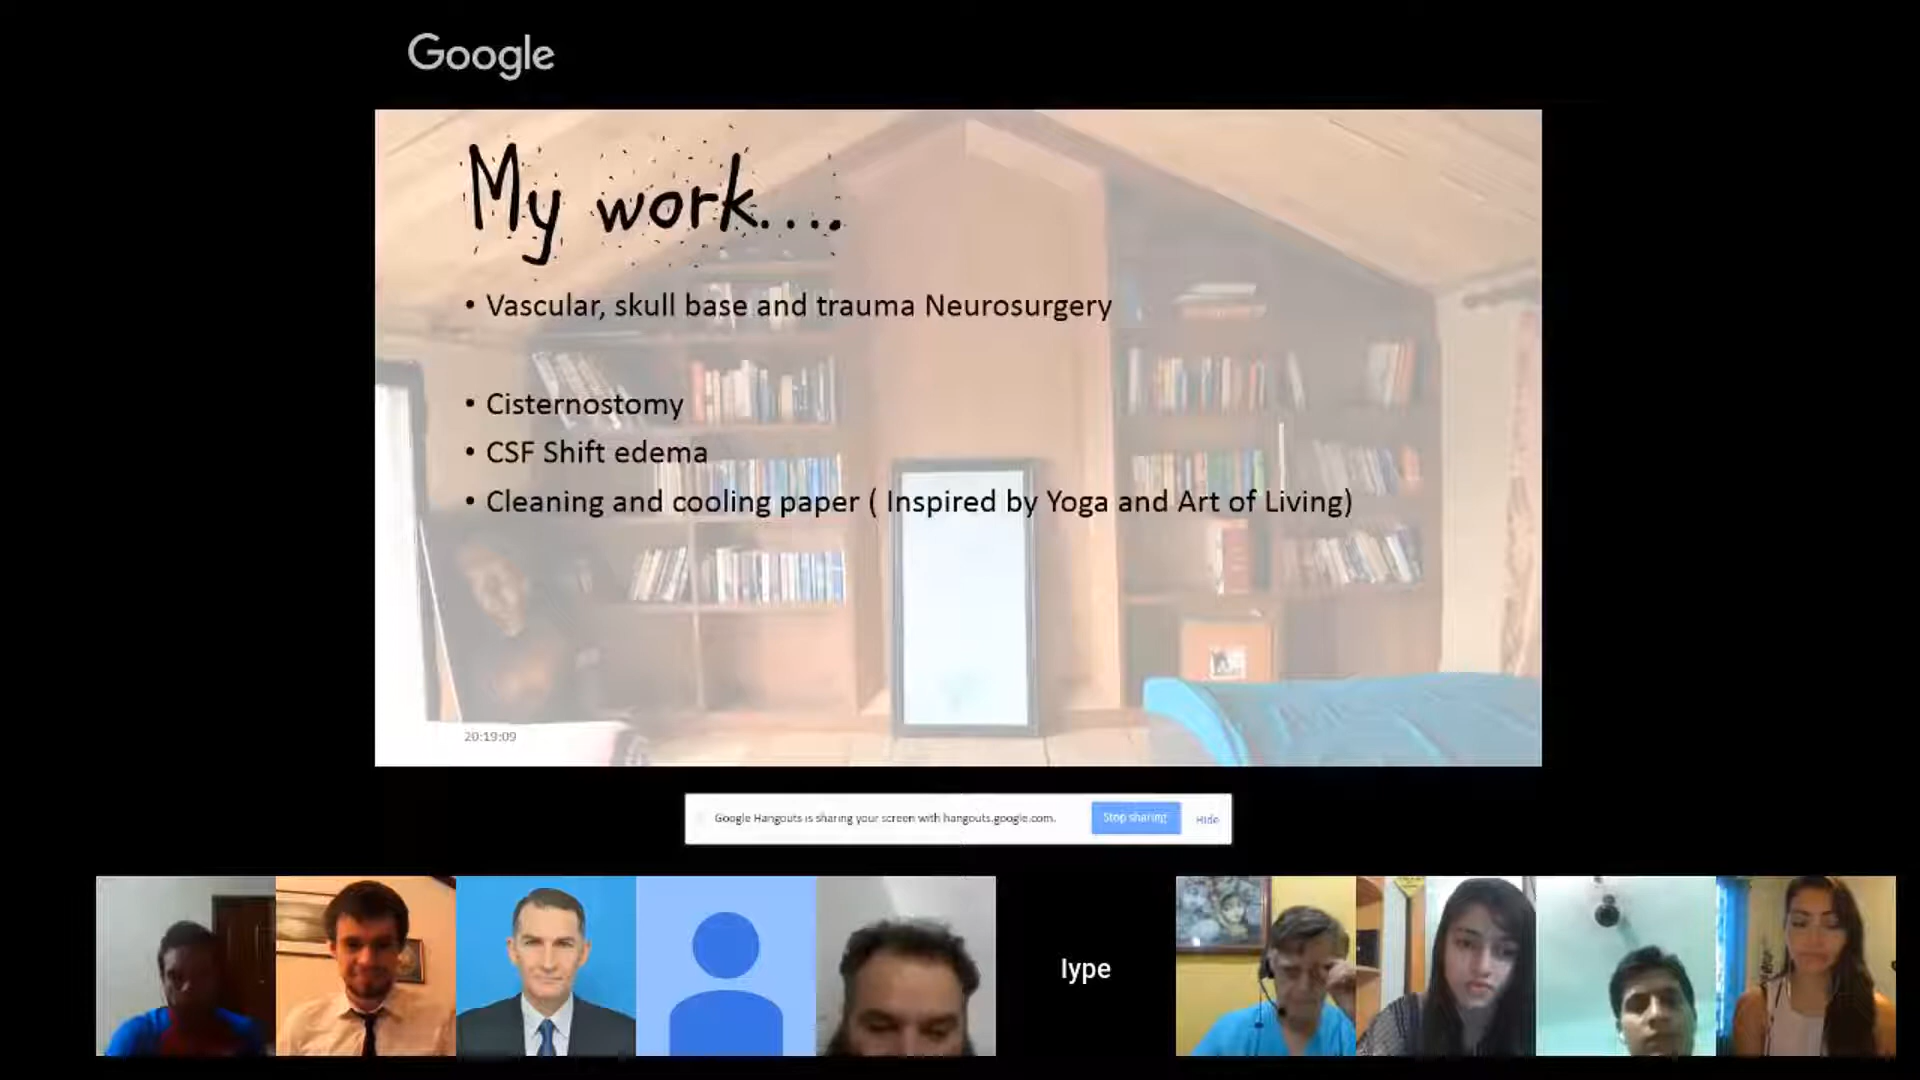 Google
My work....
• Vascular, skull base and trauma Neurosurgery
• Cisternostomy
• CSF Shift edema
• Cleaning and cooling paper ( Inspired by Yoga and Art of Living)
20:19:09
Google Hangouts is sharing your screen with hangouts.google.com.
Stop sharing
Hide
Iype